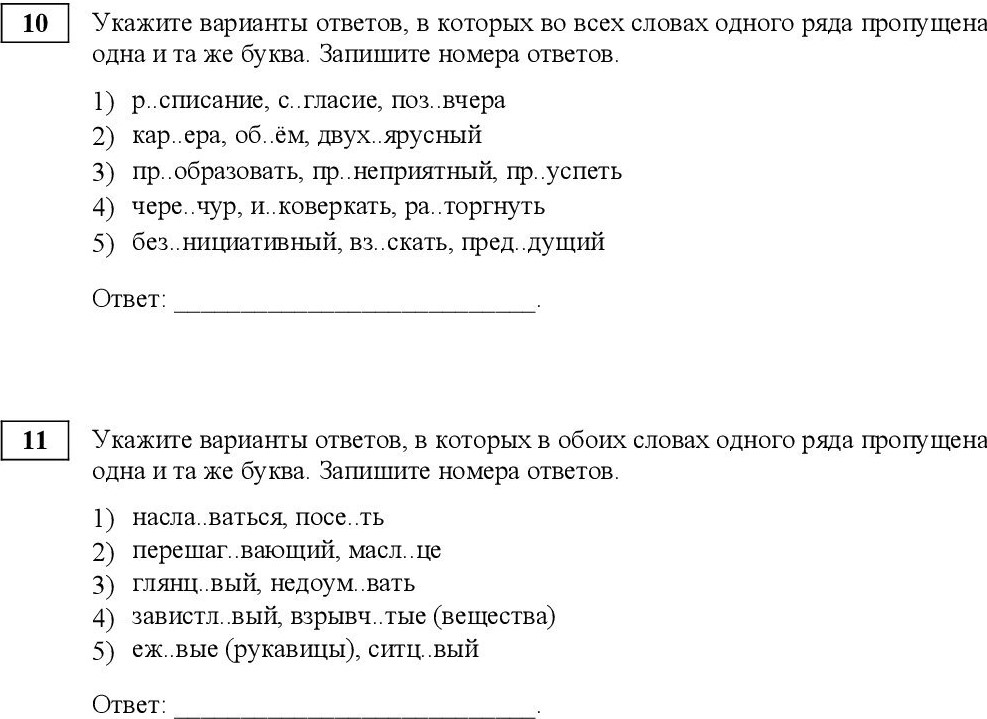 10 Укажите варианты ответов, в которых во всех словах одного ряда пропущена
одна и та же буква. Запишите номера ответов.
1) р..списание, с..гласие, поз..вчера
2) кар..ера, об..ём, двух..ярусный
3) пр..образовать, пр..неприятный, пр..успеть
4) чере..чур, и..коверкать, ра..торгнуть
5) без..нициативный, вз..скать, пред..дущий
Ответ: ___________________________.
11 Укажите варианты ответов, в которых в обоих словах одного ряда пропущена
одна и та же буква. Запишите номера ответов.
1) насла..ваться, посе..ть
2) перешаг..вающий, масл..це
3) глянц..вый, недоум..вать
4) завистл..вый, взрывч..тые (вещества)
5) еж..вые (рукавицы), ситц..вый
Ответ: ___________________________.